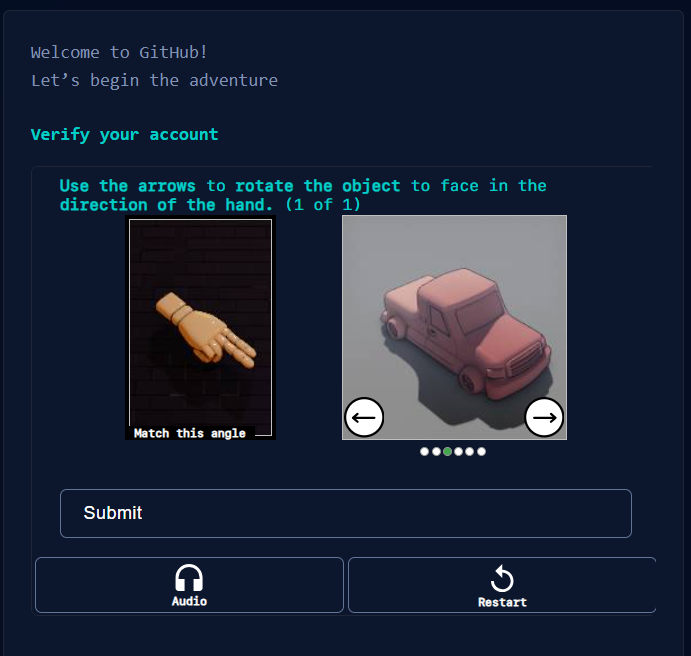 Welcome to GitHub!
Let’s begin the adventure
Verify your account
Use the arrows to rotate the object to face in the
direction of the hand. (1 of 1)
Match this angle
Submit
Audio
Restart